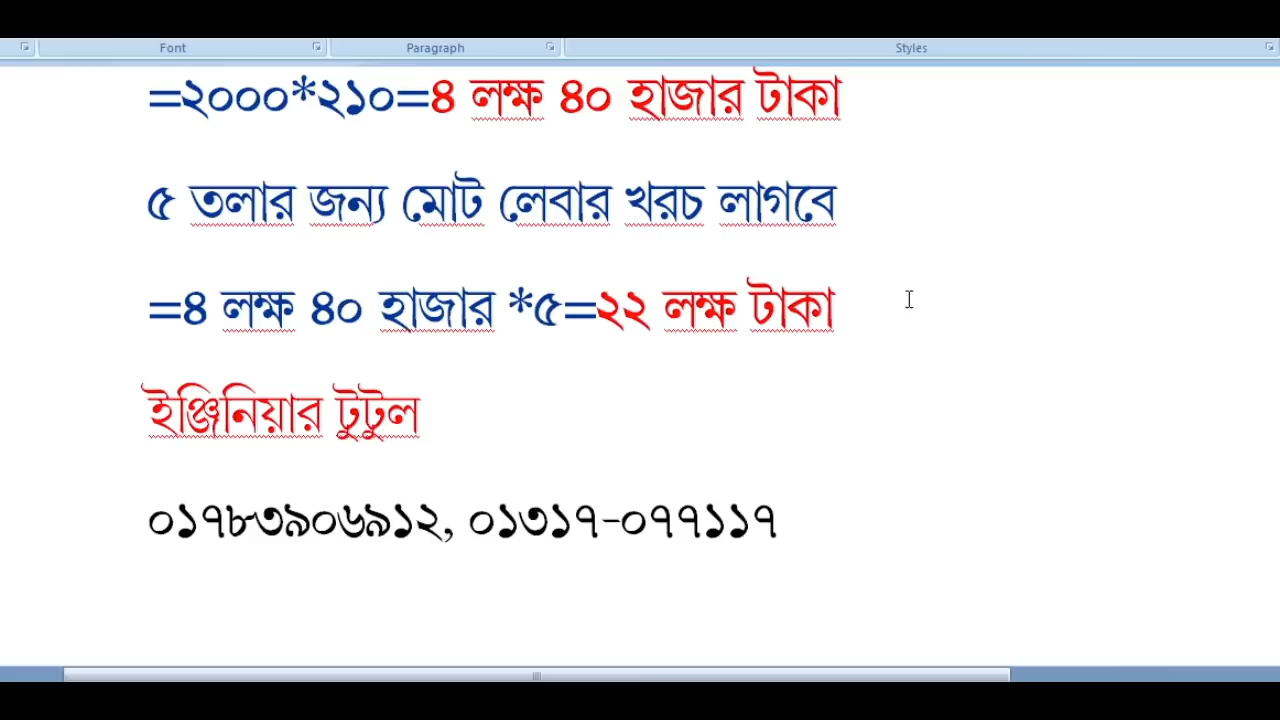 Font Paragraph Styles
=২০০০*২১০=৪ লক্ষ ৪০ হাজার টাকা
৫ তলার জন্য মোট লেবার খরচ লাগবে
=৪ লক্ষ ৪০ হাজার *৫=২২ লক্ষ টাকা
ইঞ্জিনিয়ার টুটুল
০১৭৮৩৯০৬৯১২, ০১৩১৭-০৭৭১১৭